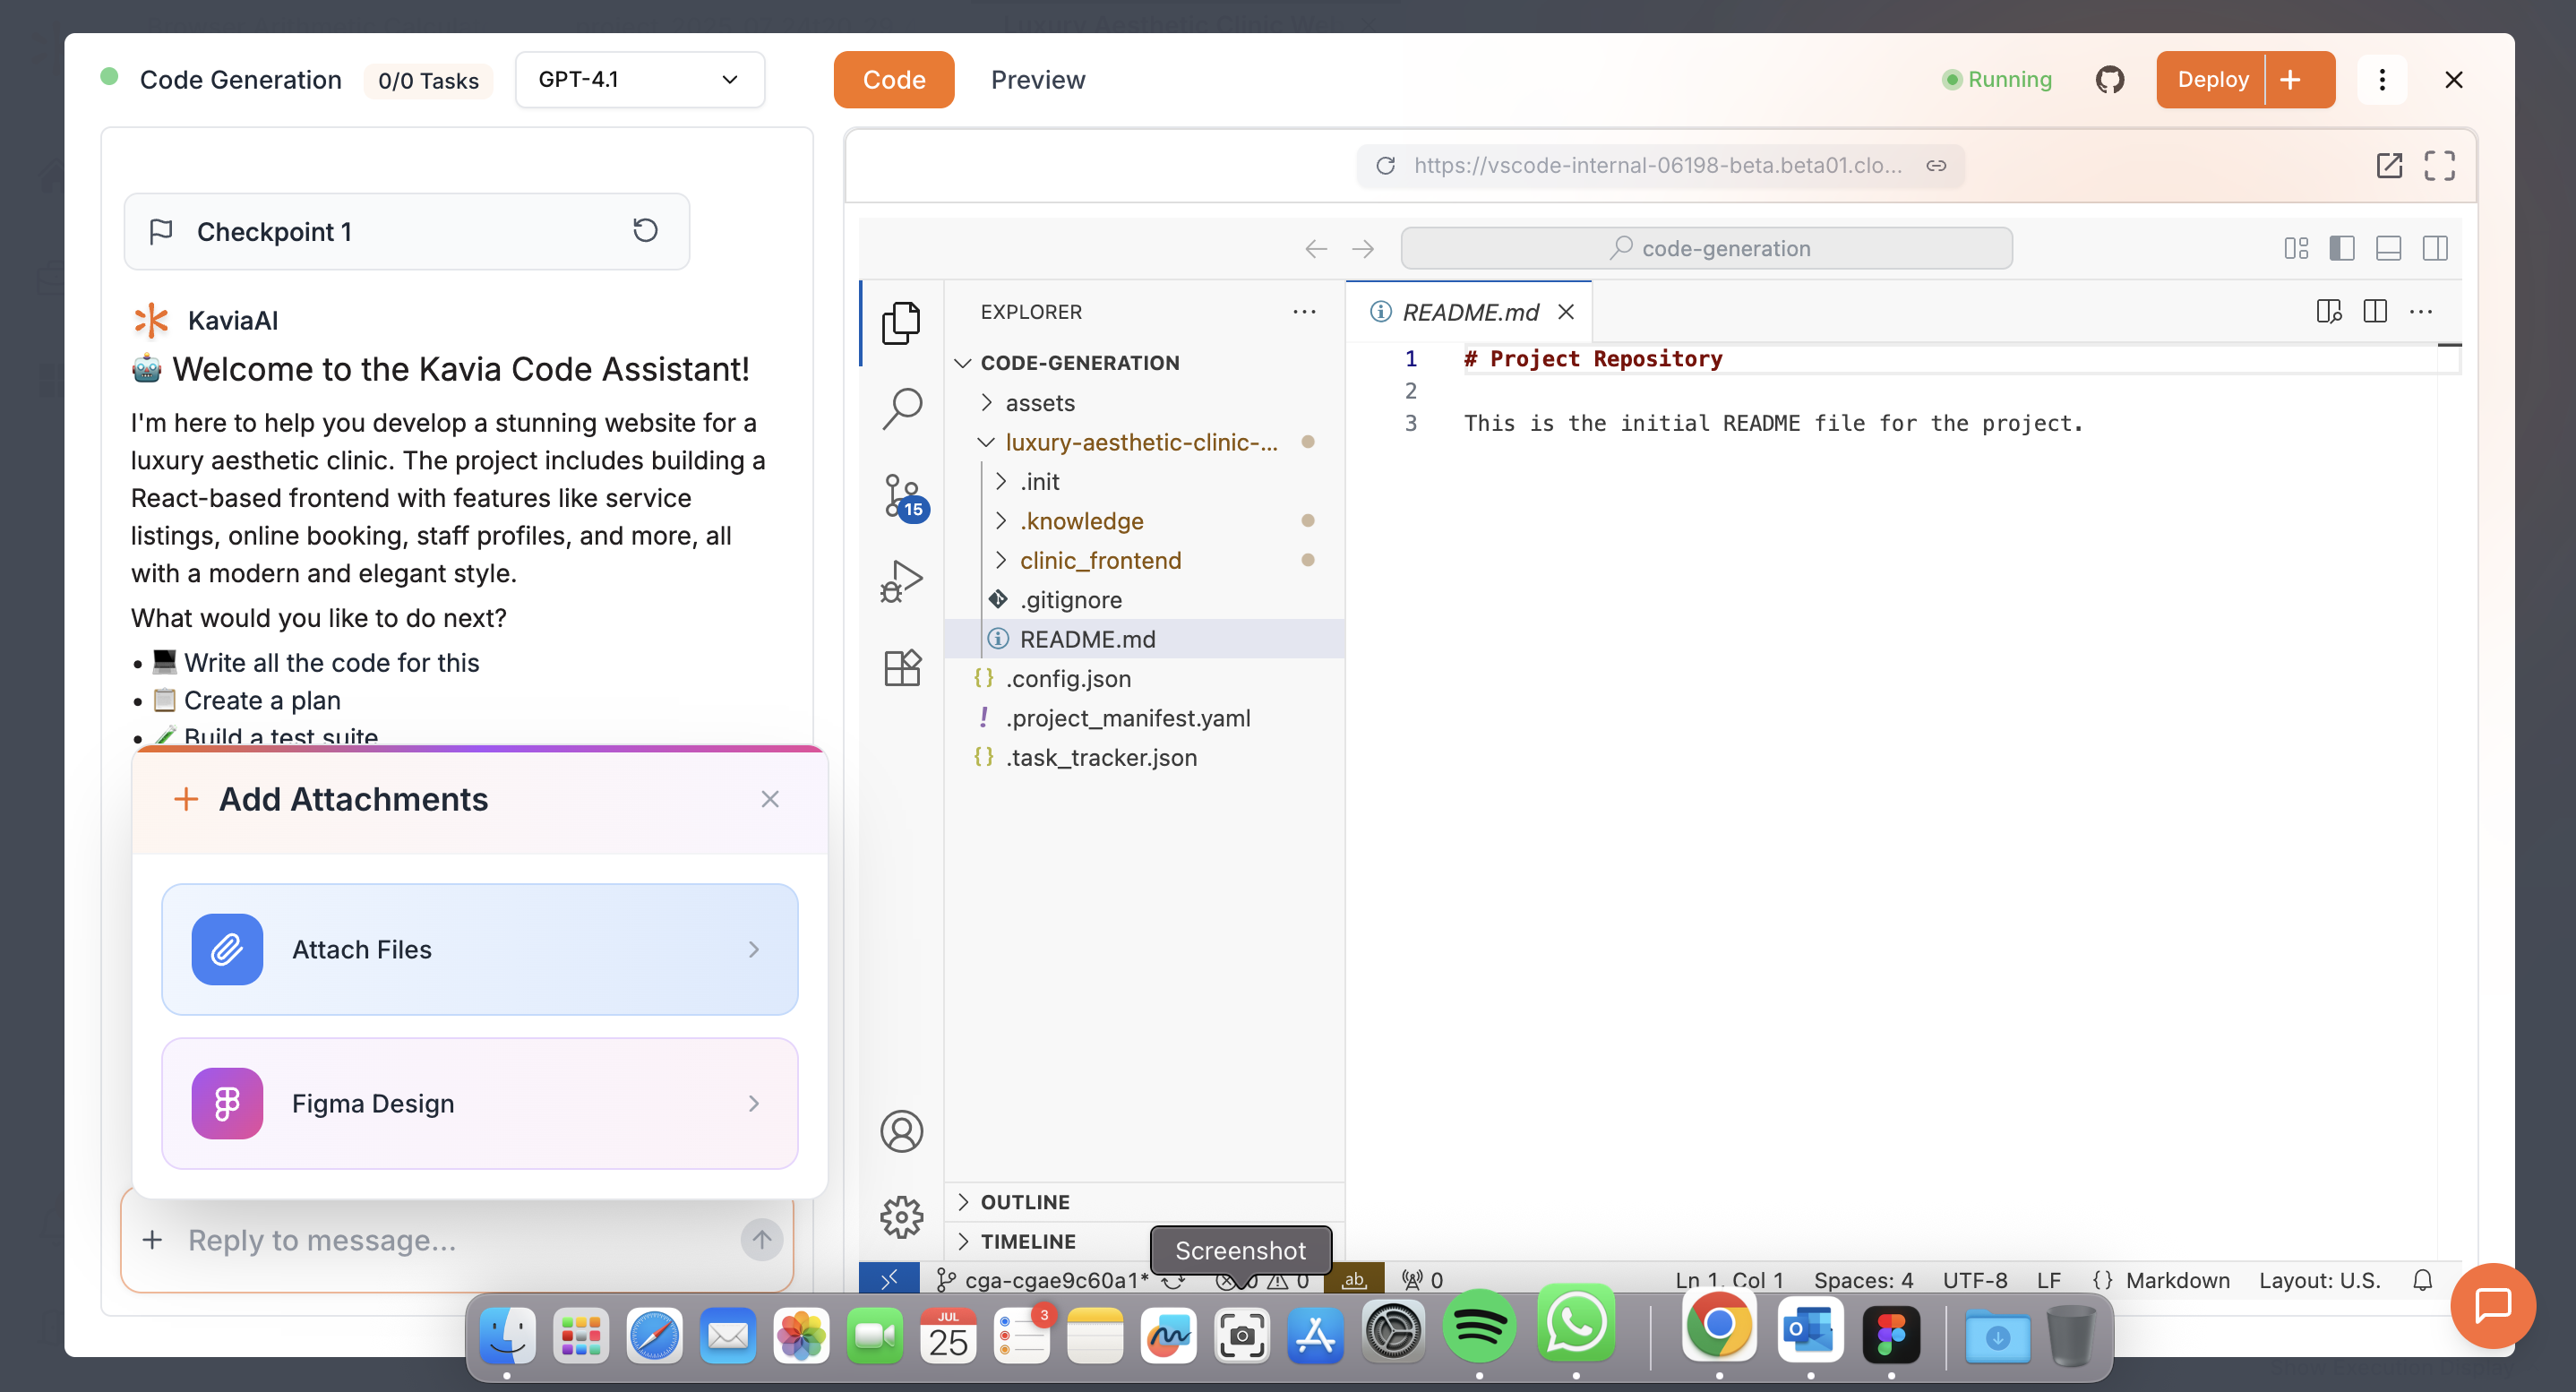 Luxury Aesthetic Clinic Wel
Code Generation
0/0 Tasks
GPT-4.1
Code
Preview
Running
Deploy
https://vscode-internal-06198-beta.beta01.clo...
Checkpoint 1
KaviaAI
Welcome to the Kavia Code Assistant!
I'm here to help you develop a stunning website for a
luxury aesthetic clinic. The project includes building a
React-based frontend with features like service
listings, online booking, staff profiles, and more, all
with a modern and elegant style.
What would you like to do next?
• Write all the code for this
• Create a plan
• Build a test suite
Add Attachments
Attach Files
Figma Design
Reply to message...
code-generation
EXPLORER
CODE-GENERATION
assets
luxury-aesthetic-clinic-...
.init
.knowledge
clinic_frontend
.gitignore
README.md
.config.json
.project_manifest.yaml
.task_tracker.json
15
OUTLINE
TIMELINE
README.md
1 # Project Repository
2
3 This is the initial README file for the project.
Screenshot
cga-cgae9c60a1*
0
0
ab
0
Ln 1, Col 1
Spaces: 4
UTF-8
LF
{} Markdown
Layout: U.S.
JUL
25
3